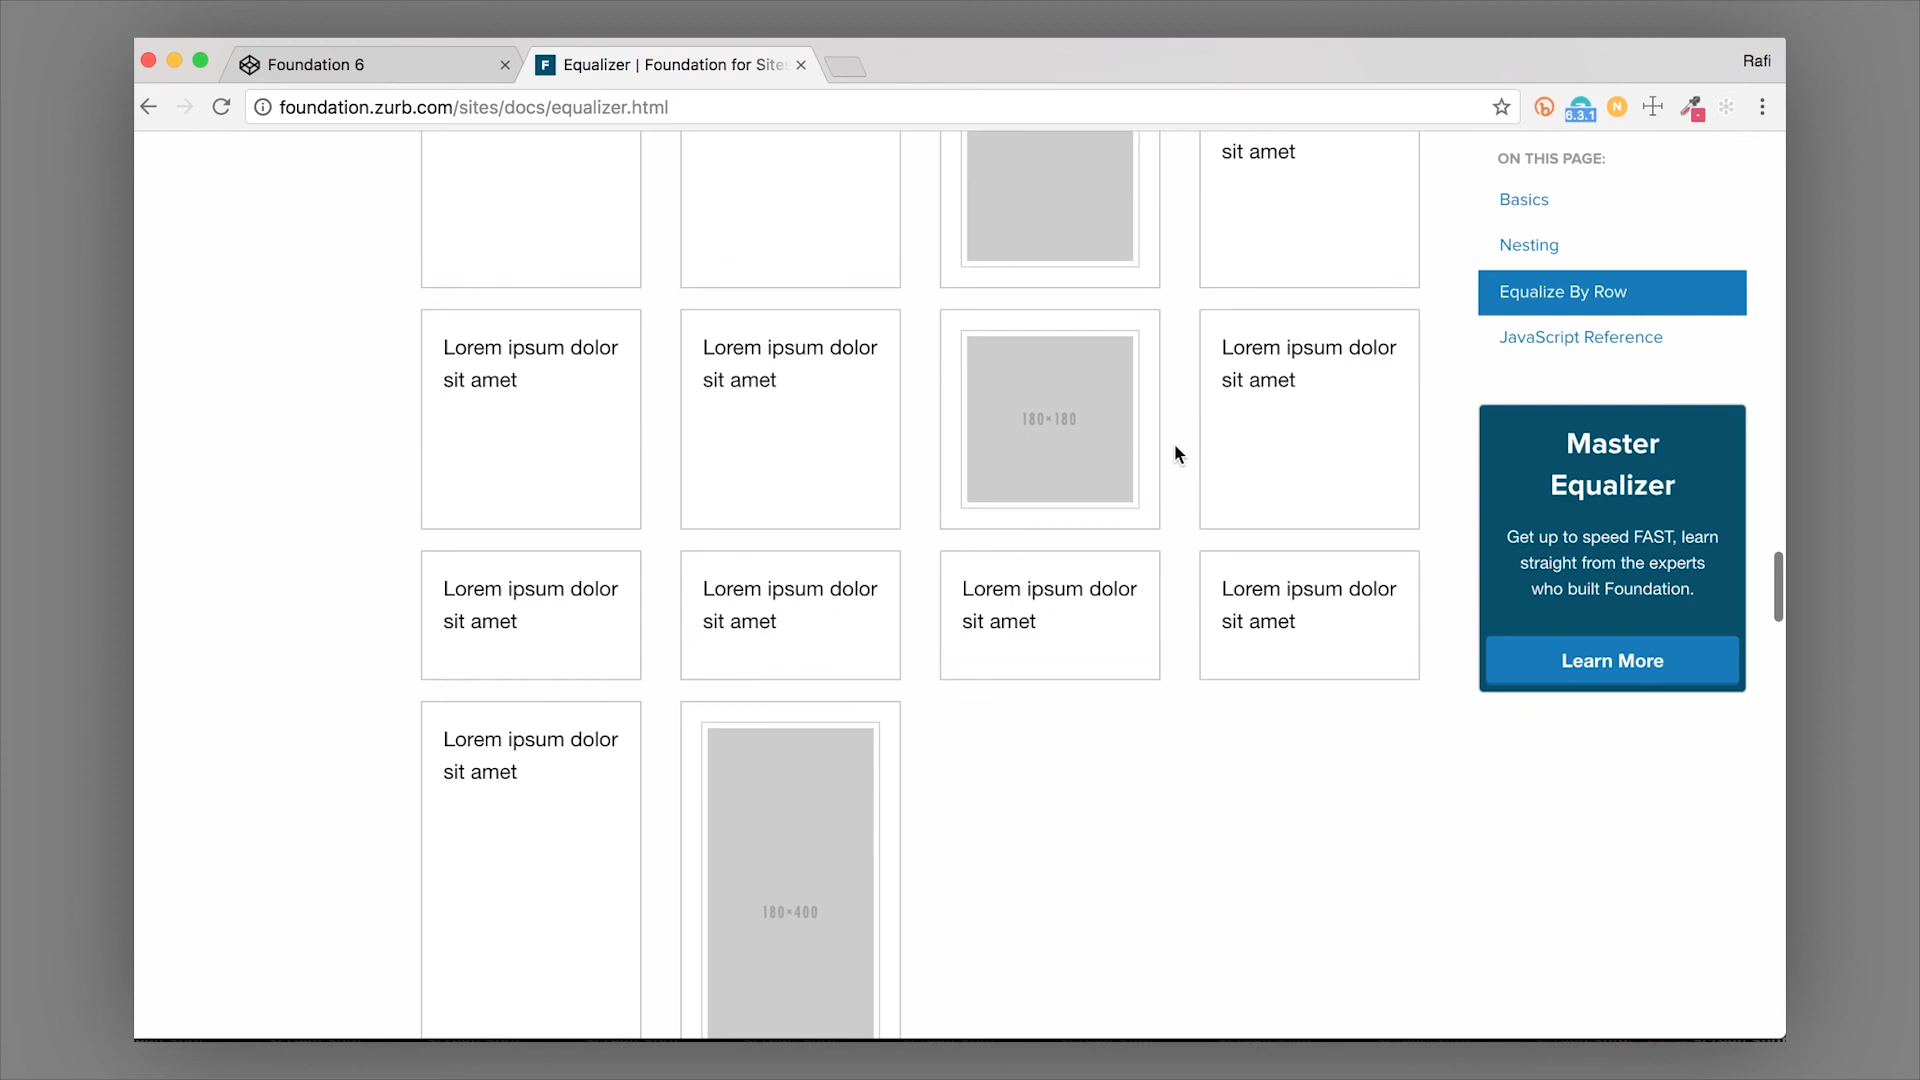 Foundation 6
Equalizer | Foundation for Sites
Rafi
foundation.zurb.com/sites/docs/equalizer.html
6.3.1
N
F
sit amet
ON THIS PAGE:
Basics
Nesting
Equalize By Row
JavaScript Reference
Lorem ipsum dolor
sit amet
Lorem ipsum dolor
sit amet
180×180
Lorem ipsum dolor
sit amet
Master
Equalizer
Get up to speed FAST, learn
straight from the experts
who built Foundation.
Learn More
Lorem ipsum dolor
sit amet
Lorem ipsum dolor
sit amet
Lorem ipsum dolor
sit amet
Lorem ipsum dolor
sit amet
Lorem ipsum dolor
sit amet
180×400